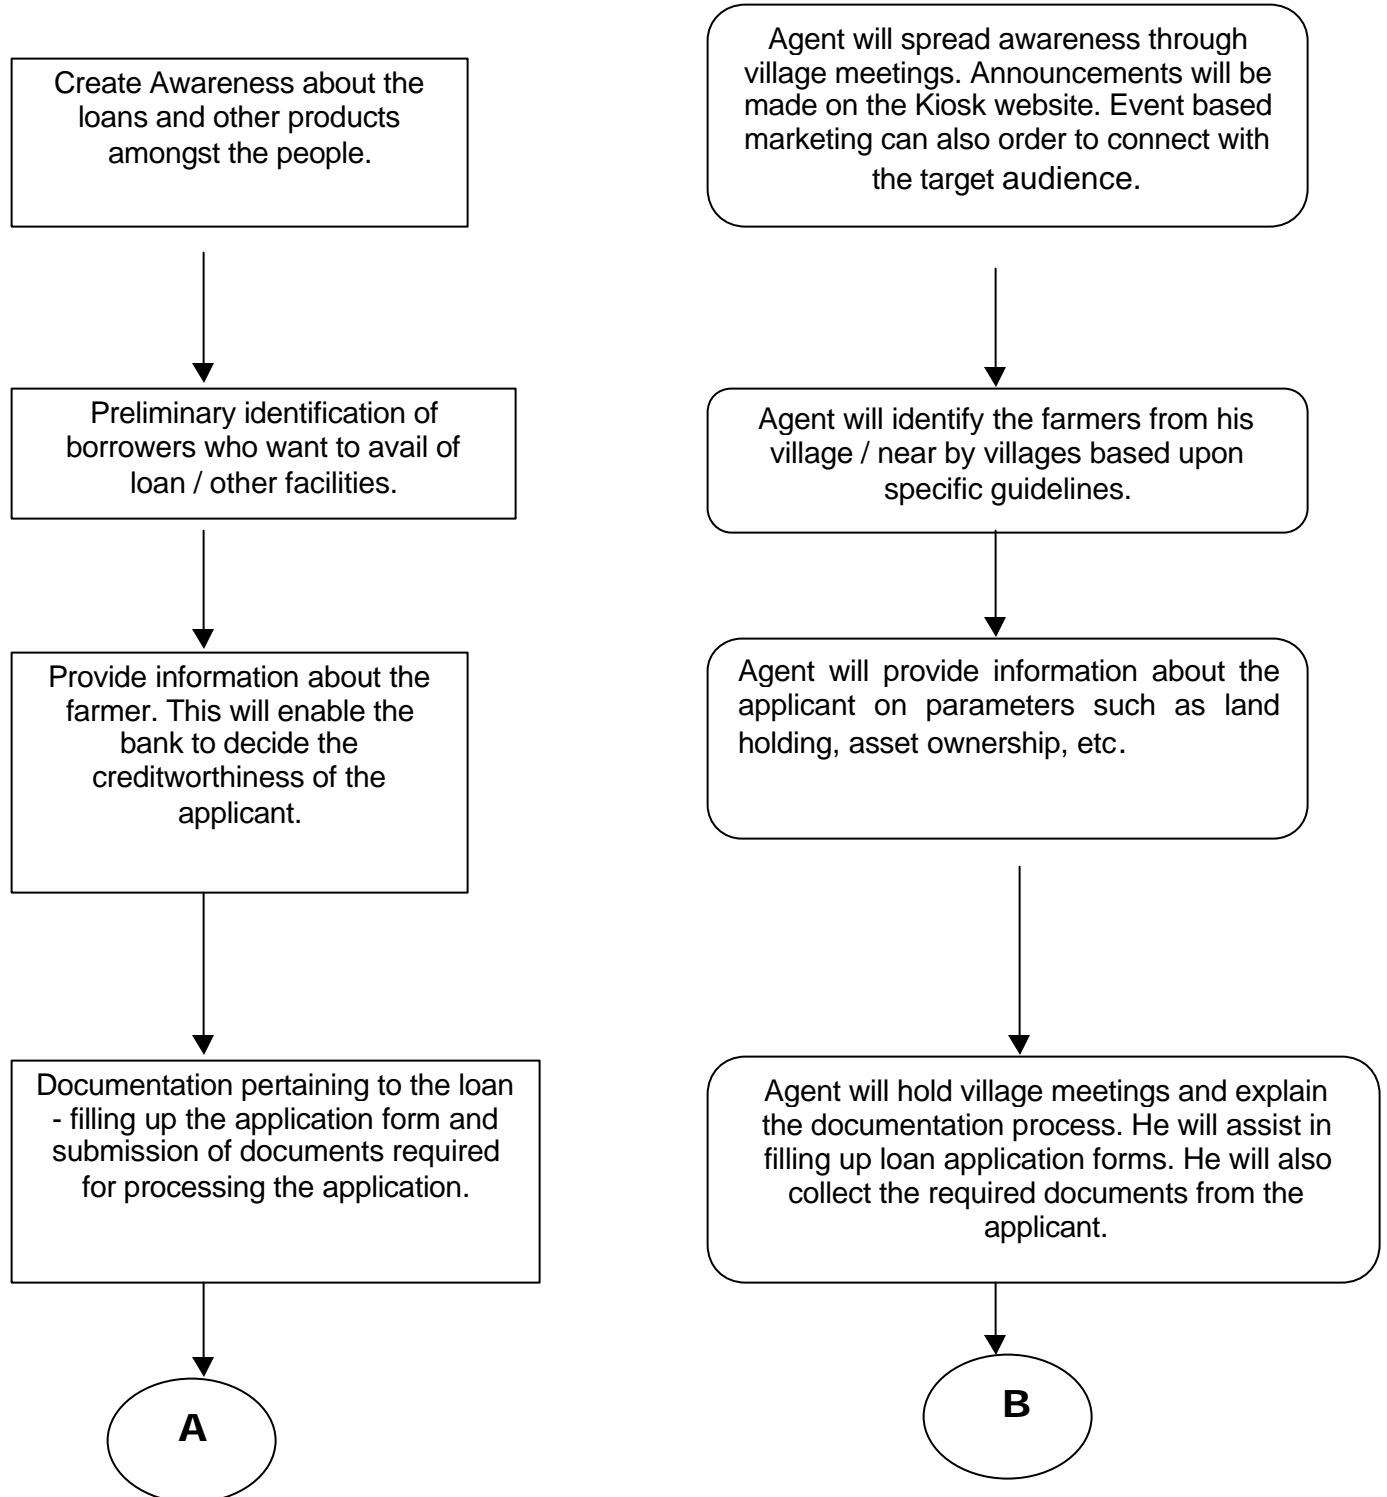 Create Awareness about the
loans and other products
amongst the people.
Agent will spread awareness through
village meetings. Announcements will be
made on the Kiosk website. Event based
marketing can also order to connect with
the target audience.
Preliminary identification of
borrowers who want to avail of
loan / other facilities.
Agent will identify the farmers from his
village / near by villages based upon
specific guidelines.
Provide information about the
farmer. This will enable the
bank to decide the
creditworthiness of the
applicant.
Agent will provide information about the
applicant on parameters such as land
holding, asset ownership, etc.
Documentation pertaining to the loan
- filling up the application form and
submission of documents required
for processing the application.
Agent will hold village meetings and explain
the documentation process. He will assist in
filling up loan application forms. He will also
collect the required documents from the
applicant.
A
B